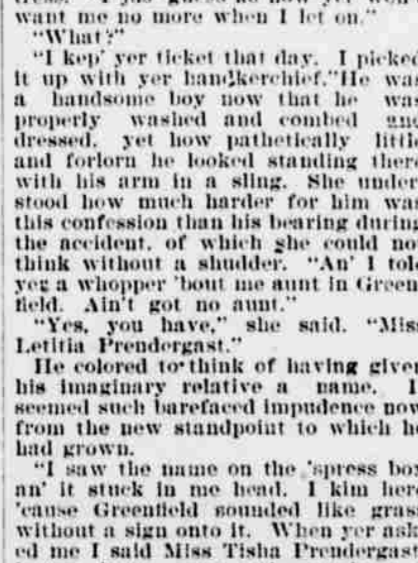 want me no more when I let on."
"What?"
"I kep' yer ticket that day. I picked
it up with yer handkerchief."He was
a handsome boy now that he was
properly washed and combed and
dressed, yet how pathetically little
and forlorn he looked standing there
with his arm in a sling. She under
stood how much harder for him was
this confession than his bearing during
the accident, of which she could not
think without a shudder. "An' I tole
yer a whopper 'bout me aunt in Green
field. Ain't got no aunt."
"Yes, you have," she said. "Miss
Letitia Prendergast."
He colored to think of having given
his imaginary relative a name. I
seemed such barefaced impudence now
from the new standpoint to which he
had grown.
"I saw the name on the 'spress box
an' it stuck in me head. I kim here
'cause Greenfield sounded like grass
without a sign onto it. When yer ask
ed me I said Miss Tisha Prendergast